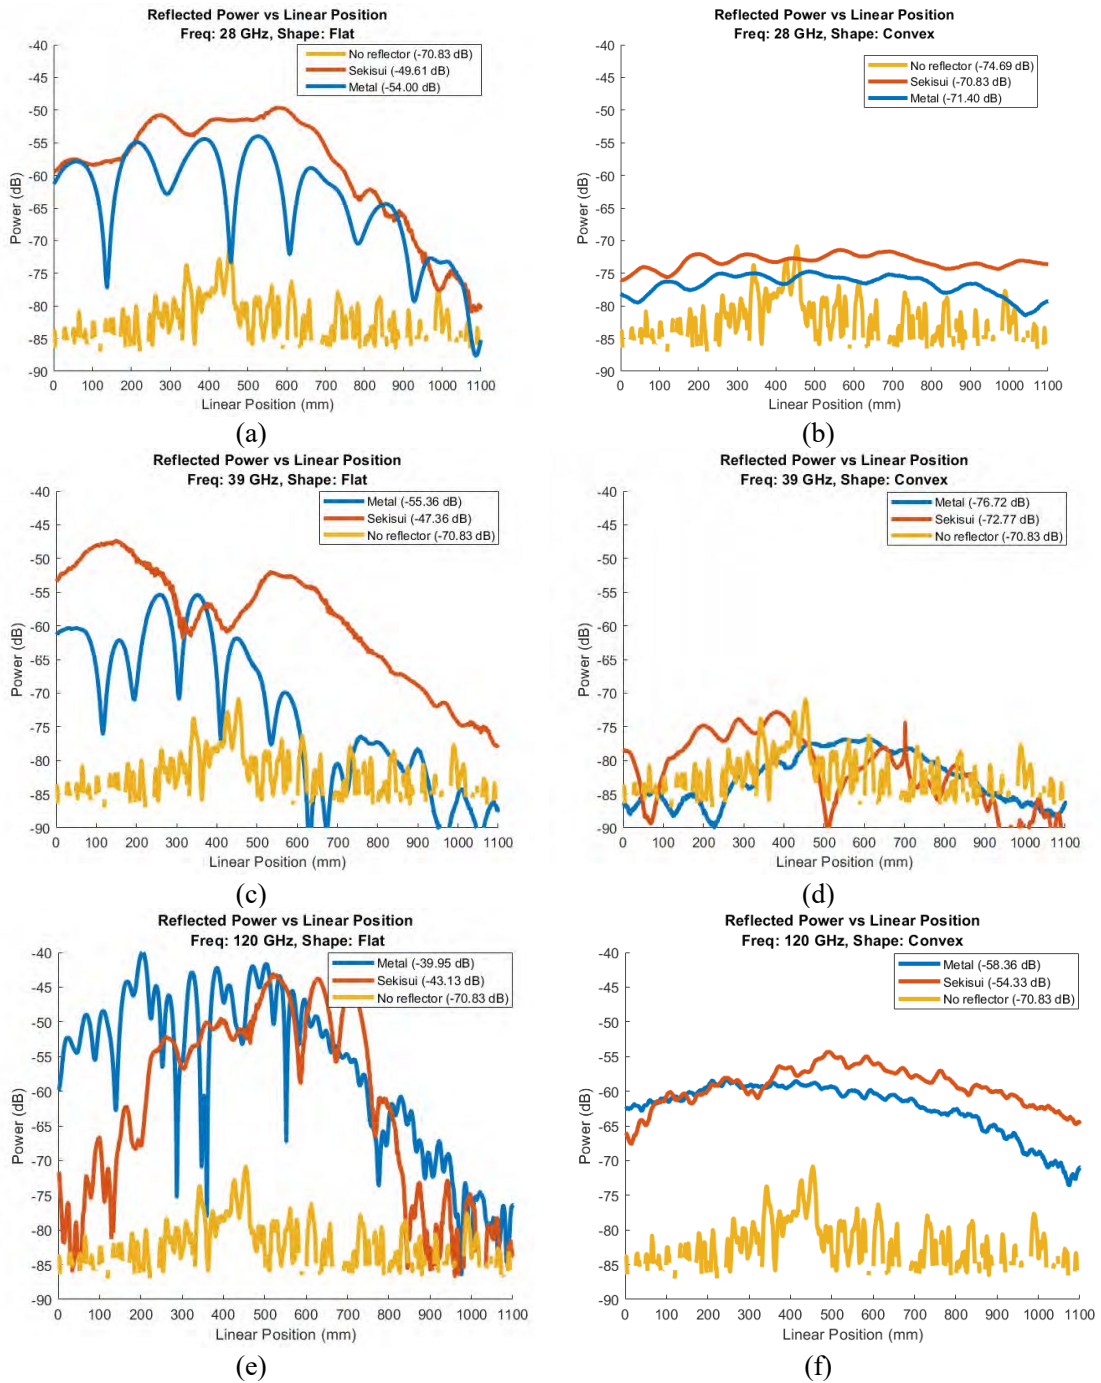 Reflected Power vs Linear Position
Freq: 28 GHz, Shape: Flat
No reflector (-70.83 dB)
Sekisui (-49.61 dB)
Metal (-54.00 dB)
Power (dB)
-40
-45
-50
-55
-60
-65
-70
-75
-80
-85
-90
0 100 200 300 400 500 600 700 800 900 1000 1100
Linear Position (mm)
(a)
Reflected Power vs Linear Position
Freq: 28 GHz, Shape: Convex
No reflector (-74.69 dB)
Sekisui (-70.83 dB)
Metal (-71.40 dB)
Power (dB)
-40
-45
-50
-55
-60
-65
-70
-75
-80
-85
-90
0 100 200 300 400 500 600 700 800 900 1000 1100
Linear Position (mm)
(b)
Reflected Power vs Linear Position
Freq: 39 GHz, Shape: Flat
Metal (-55.36 dB)
Sekisui (-47.36 dB)
No reflector (-70.83 dB)
Power (dB)
-40
-45
-50
-55
-60
-65
-70
-75
-80
-85
-90
0 100 200 300 400 500 600 700 800 900 1000 1100
Linear Position (mm)
(c)
Reflected Power vs Linear Position
Freq: 39 GHz, Shape: Convex
Metal (-76.72 dB)
Sekisui (-72.77 dB)
No reflector (-70.83 dB)
Power (dB)
-40
-45
-50
-55
-60
-65
-70
-75
-80
-85
-90
0 100 200 300 400 500 600 700 800 900 1000 1100
Linear Position (mm)
(d)
Reflected Power vs Linear Position
Freq: 120 GHz, Shape: Flat
Metal (-39.95 dB)
Sekisui (-43.13 dB)
No reflector (-70.83 dB)
Power (dB)
-40
-45
-50
-55
-60
-65
-70
-75
-80
-85
-90
0 100 200 300 400 500 600 700 800 900 1000 1100
Linear Position (mm)
(e)
Reflected Power vs Linear Position
Freq: 120 GHz, Shape: Convex
Metal (-58.36 dB)
Sekisui (-54.33 dB)
No reflector (-70.83 dB)
Power (dB)
-40
-45
-50
-55
-60
-65
-70
-75
-80
-85
-90
0 100 200 300 400 500 600 700 800 900 1000 1100
Linear Position (mm)
(f)